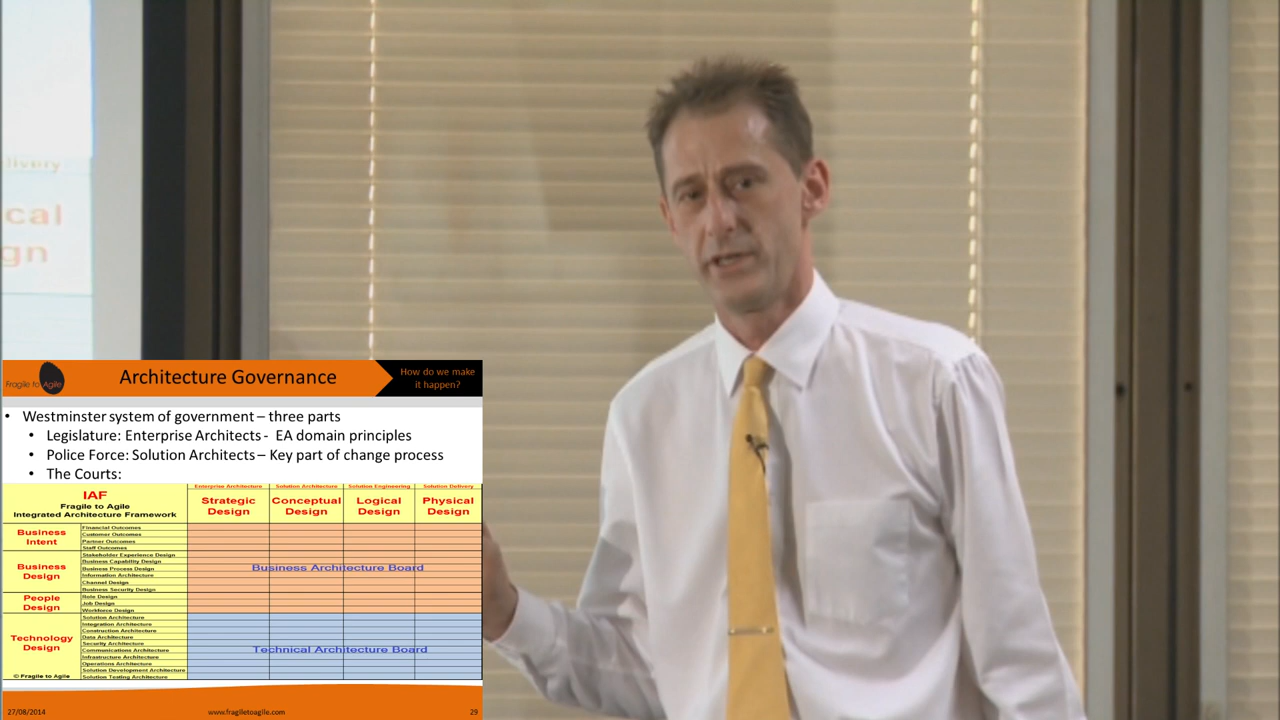 elivery
cal
gn
Fragile to Agile
Architecture Governance
How do we make
it happen?
• Westminster system of government – three parts
• Legislature: Enterprise Architects - EA domain principles
• Police Force: Solution Architects – Key part of change process
• The Courts:
IAF
Fragile to Agile
Integrated Architecture Framework
Enterprise Architecture Solution Architecture Solution Engineering Solution Delivery
Strategic Design Conceptual Design Logical Design Physical Design
Business Intent
Financial Outcomes
Customer Outcomes
Partner Outcomes
Staff Outcomes
Business Design
Stakeholder Experience Design
Business Capability Design
Business Process Design
Information Architecture
Channel Design
Business Security Design
Business Architecture Board
People Design
Role Design
Job Design
Workforce Design
Technology Design
Solution Architecture
Integration Architecture
Construction Architecture
Data Architecture
Security Architecture
Communications Architecture
Infrastructure Architecture
Operations Architecture
Solution Development Architecture
Solution Testing Architecture
Technical Architecture Board
© Fragile to Agile
27/08/2014 www.fragiletoagile.com 29